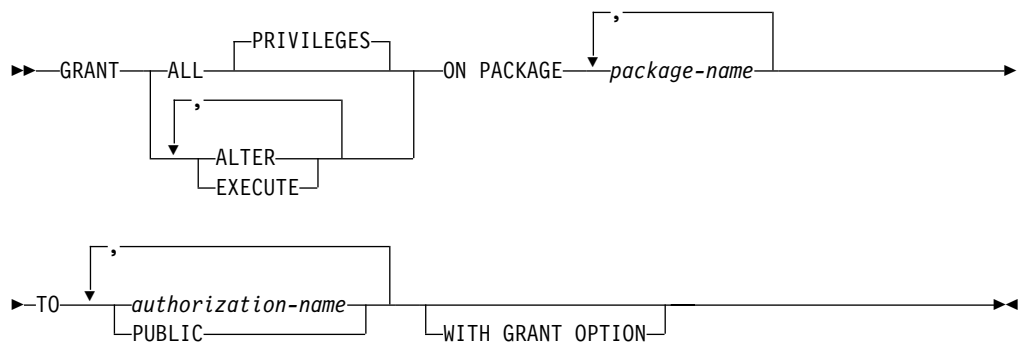 ,
PRIVILEGES
GRANT ALL ON PACKAGE package-name
,
ALTER
EXECUTE
,
TO authorization-name
PUBLIC WITH GRANT OPTION